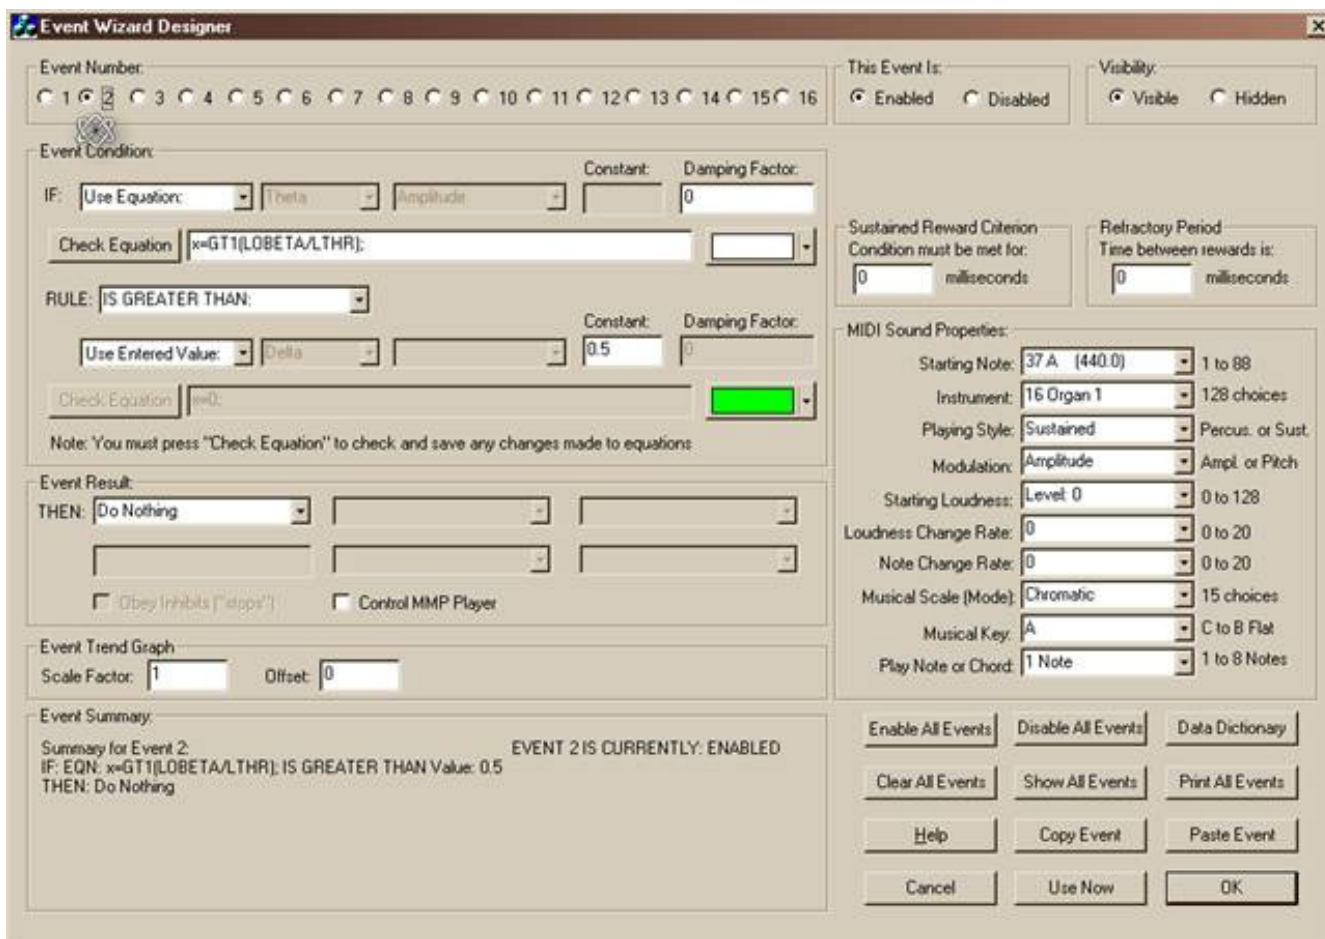 Event Wizard Designer
Event Number: This Event Is: Visibility:
1 2 3 4 5 6 7 8 9 10 11 12 13 14 15 16 Enabled Disabled Visible Hidden
Event Condition:
Constant: Damping Factor:
IF: Use Equation: Theta Amplitude 0
Sustained Reward Criterion Refractory Period
Check Equation x=GT1(LOBETA/LTHR); Condition must be met for: Time between rewards is:
0 milliseconds 0 milliseconds
RULE: IS GREATER THAN:
Constant: Damping Factor:
MIDI Sound Properties:
Use Entered Value: Delta 0.5 0
Starting Note: 37 A (440.0) 1 to 88
Check Equation x=0; Instrument: 16 Organ 1 128 choices
Note: You must press "Check Equation" to check and save any changes made to equations Playing Style: Sustained Percus. or Sust.
Modulation: Amplitude Ampl. or Pitch
Event Result:
Starting Loudness: Level: 0 0 to 128
THEN: Do Nothing
Loudness Change Rate: 0 0 to 20
Note Change Rate: 0 0 to 20
Obey Inhibits ("stops") Control MMP Player Musical Scale (Mode): Chromatic 15 choices
Musical Key: A C to B Flat
Event Trend Graph
Scale Factor: 1 Offset: 0 Play Note or Chord: 1 Note 1 to 8 Notes
Event Summary:
Enable All Events Disable All Events Data Dictionary
Summary for Event 2: EVENT 2 IS CURRENTLY: ENABLED
IF: EQN: x=GT1(LOBETA/LTHR); IS GREATER THAN Value: 0.5
THEN: Do Nothing
Clear All Events Show All Events Print All Events
Help Copy Event Paste Event
Cancel Use Now OK